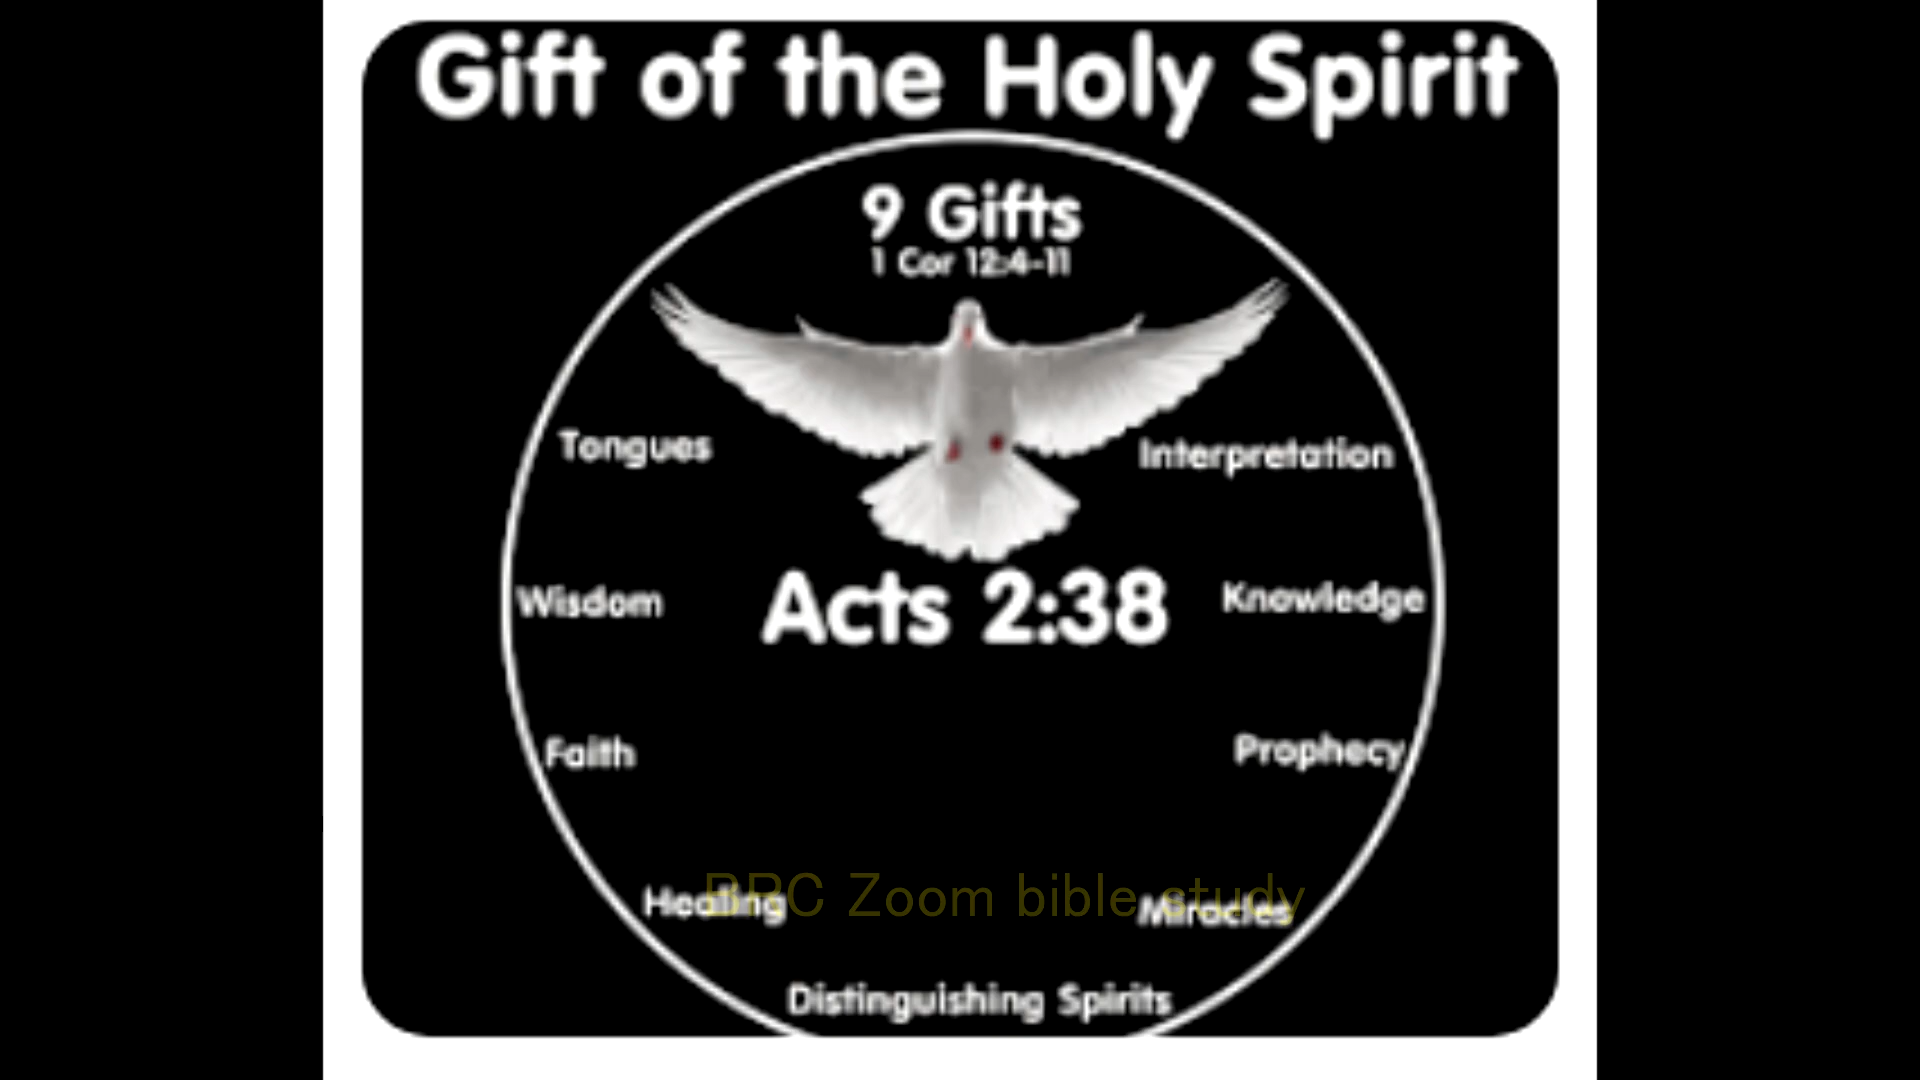 Gift of the Holy Spirit
9 Gifts
1 Cor 12:4-11
Tongues
Interpretation
Wisdom
Acts 2:38
Knowledge
Faith
Prophecy
Healing
BRC Zoom bible study
Miracles
Distinguishing Spirits